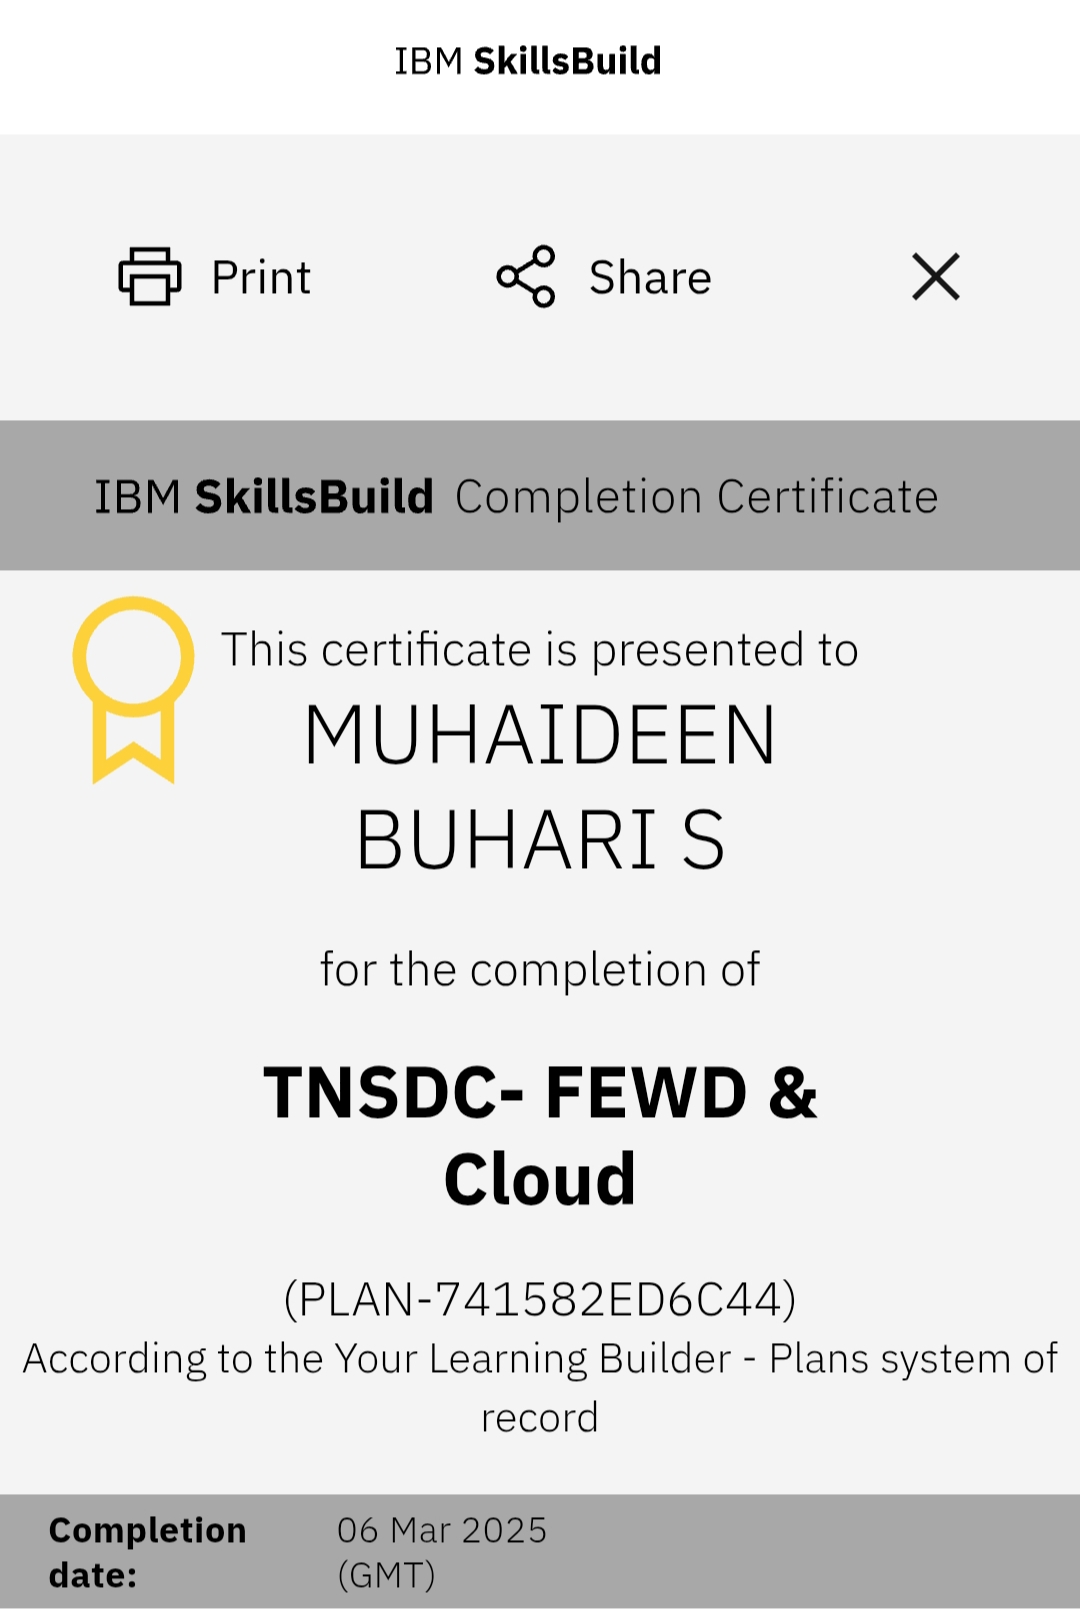 IBM SkillsBuild
Print
Share
IBM SkillsBuild Completion Certificate
This certificate is presented to
MUHAIDEEN
BUHARI S
for the completion of
TNSDC- FEWD &
Cloud
(PLAN-741582ED6C44)
According to the Your Learning Builder - Plans system of
record
Completion
date:
06 Mar 2025
(GMT)